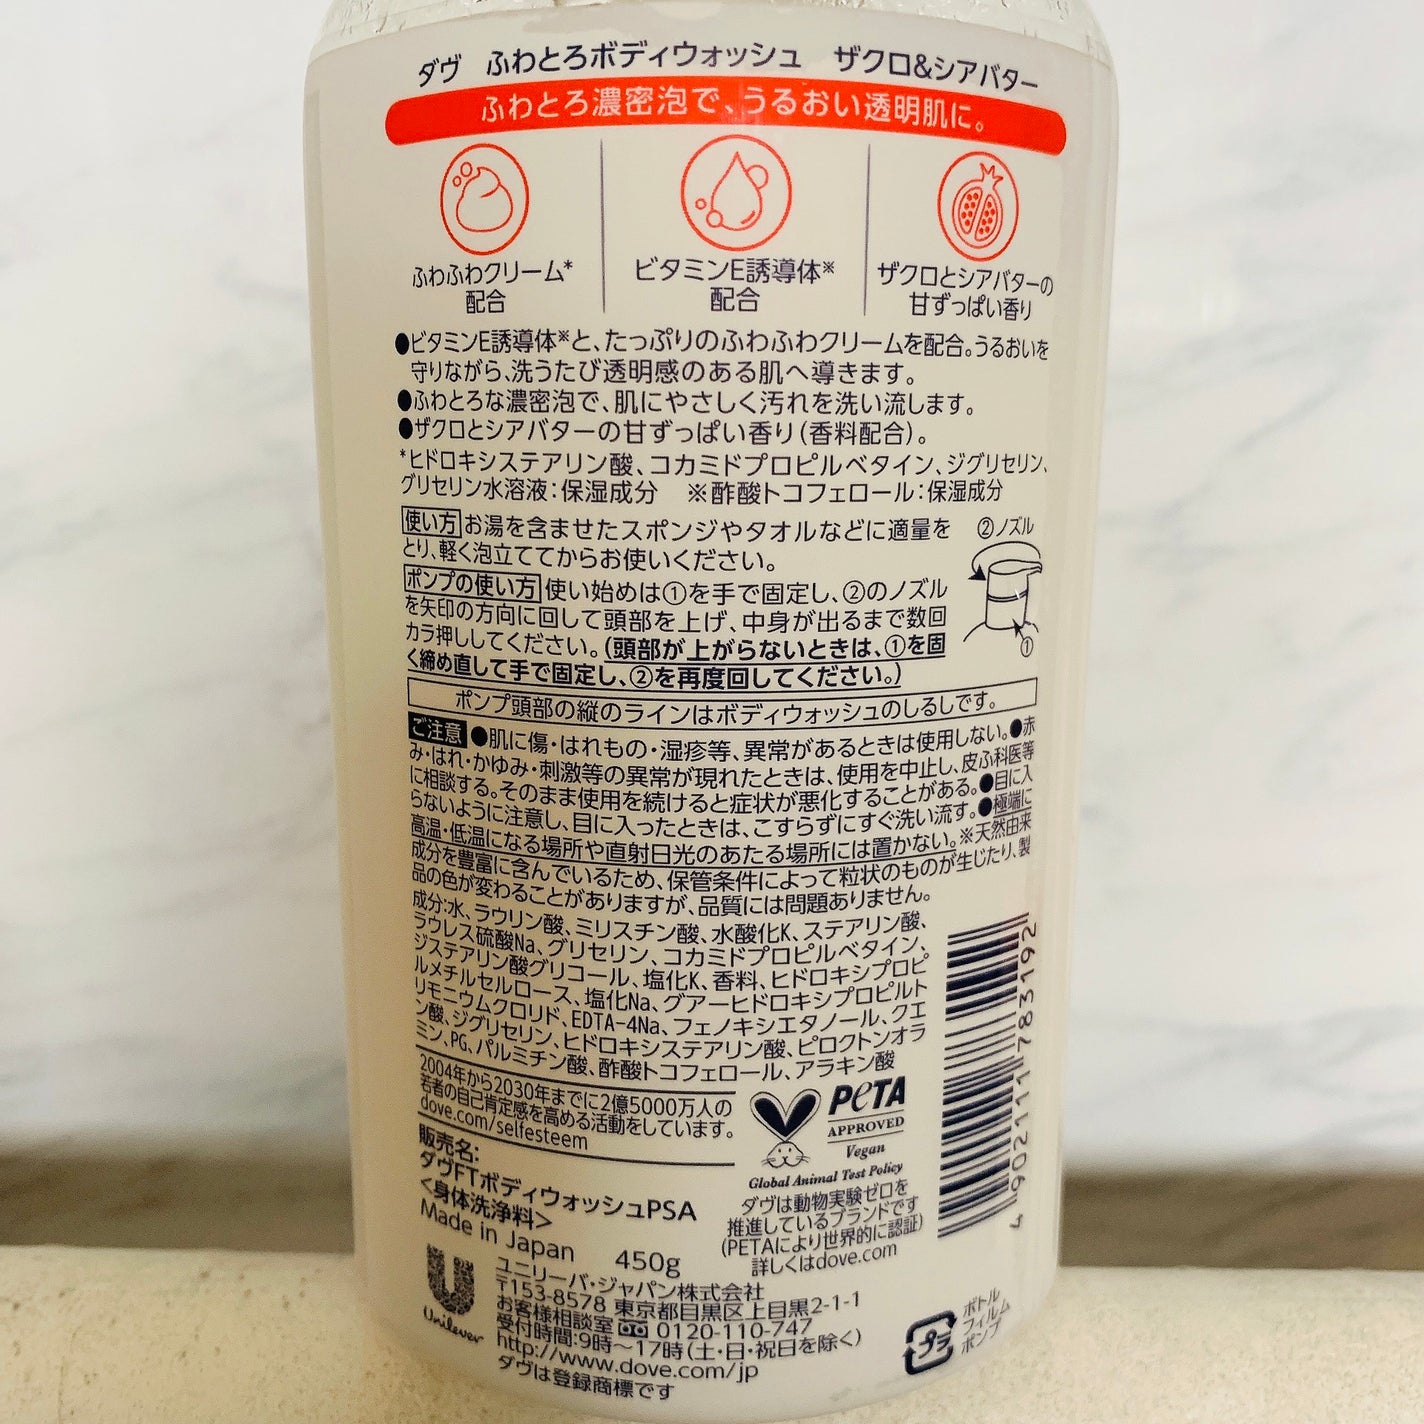 ダヴ ふわとろボディウォッシュ ザクロ&シアバター
ふわとろ濃密泡で、うるおい透明肌に。
ふわふわクリーム*
配合
ビタミンE誘導体※
配合
ザクロとシアバターの
甘ずっぱい香り
●ビタミンE誘導体※と、たっぷりのふわふわクリームを配合。うるおいを
守りながら、洗うたび透明感のある肌へ導きます。
●ふわとろな濃密泡で、肌にやさしく汚れを洗い流します。
●ザクロとシアバターの甘ずっぱい香り(香料配合)。
*ヒドロキシステアリン酸、コカミドプロピルベタイン、ジグリセリン、
グリセリン水溶液:保湿成分 ※酢酸トコフェロール:保湿成分
使い方 お湯を含ませたスポンジやタオルなどに適量を
とり、軽く泡立ててからお使いください。
ポンプの使い方 使い始めは①を手で固定し、②のノズル
を矢印の方向に回して頭部を上げ、中身が出るまで数回
カラ押ししてください。(頭部が上がらないときは、①を固
く締め直して手で固定し、②を再度回してください。)
②ノズル
①
ポンプ頭部の縦のラインはボディウォッシュのしるしです。
ご注意 ●肌に傷・はれもの・湿疹等、異常があるときは使用しない。●赤
み・はれ・かゆみ・刺激等の異常が現れたときは、使用を中止し、皮ふ科医等
に相談する。そのまま使用を続けると症状が悪化することがある。●目に入
らないように注意し、目に入ったときは、こすらずにすぐ洗い流す。●極端に
高温・低温になる場所や直射日光のあたる場所には置かない。※天然由来
成分を豊富に含んでいるため、保管条件によって粒状のものが生じたり、製
品の色が変わることがありますが、品質には問題ありません。
成分:水、ラウリン酸、ミリスチン酸、水酸化K、ステアリン酸、
ラウレス硫酸Na、グリセリン、コカミドプロピルベタイン、
ジステアリン酸グリコール、塩化K、香料、ヒドロキシプロピ
ルメチルセルロース、塩化Na、グアーヒドロキシプロピルト
リモニウムクロリド、EDTA-4Na、フェノキシエタノール、クエ
ン酸、ジグリセリン、ヒドロキシステアリン酸、ピロクトンオラ
ミン、PG、パルミチン酸、酢酸トコフェロール、アラキン酸
2004年から2030年までに2億5000万人の
若者の自己肯定感を高める活動をしています。
dove.com/selfesteem
販売名:
ダヴFTボディウォッシュPSA
<身体洗浄料>
Made in Japan 450g
PETA
APPROVED
Vegan
Global Animal Test Policy
ダヴは動物実験ゼロを
推進しているブランドです
(PETAにより世界的に認証)
詳しくはdove.com
4 902111 783192
Unilever
ユニリーバ・ジャパン株式会社
〒153-8578 東京都目黒区上目黒2-1-1
お客様相談室 0120-110-747
受付時間:9時~17時(土・日・祝日を除く)
http://www.dove.com/jp
ダヴは登録商標です
プラ
ボトル
フィルム
ポンプ